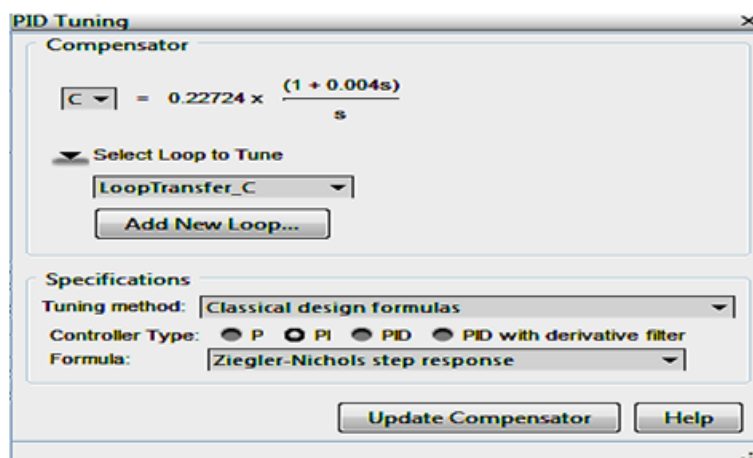 PID Tuning
Compensator
C = 0.22724 x (1 + 0.004s)
s
Select Loop to Tune
LoopTransfer_C
Add New Loop...
Specifications
Tuning method: Classical design formulas
Controller Type: P PI PID PID with derivative filter
Formula: Ziegler-Nichols step response
Update Compensator Help